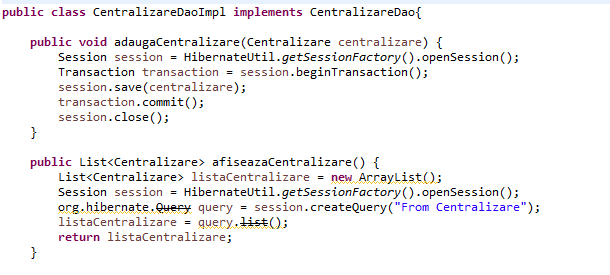 public class CentralizareDaoImpl implements CentralizareDao{
public void adaugaCentralizare(Centralizare centralizare) {
Session session = HibernateUtil.getSessionFactory().openSession();
Transaction transaction = session.beginTransaction();
session.save(centralizare);
transaction.commit();
session.close();
}
public List<Centralizare> afiseazaCentralizare() {
List<Centralizare> listaCentralizare = new ArrayList();
Session session = HibernateUtil.getSessionFactory().openSession();
org.hibernate.Query query = session.createQuery("From Centralizare");
listaCentralizare = query.list();
return listaCentralizare;
}